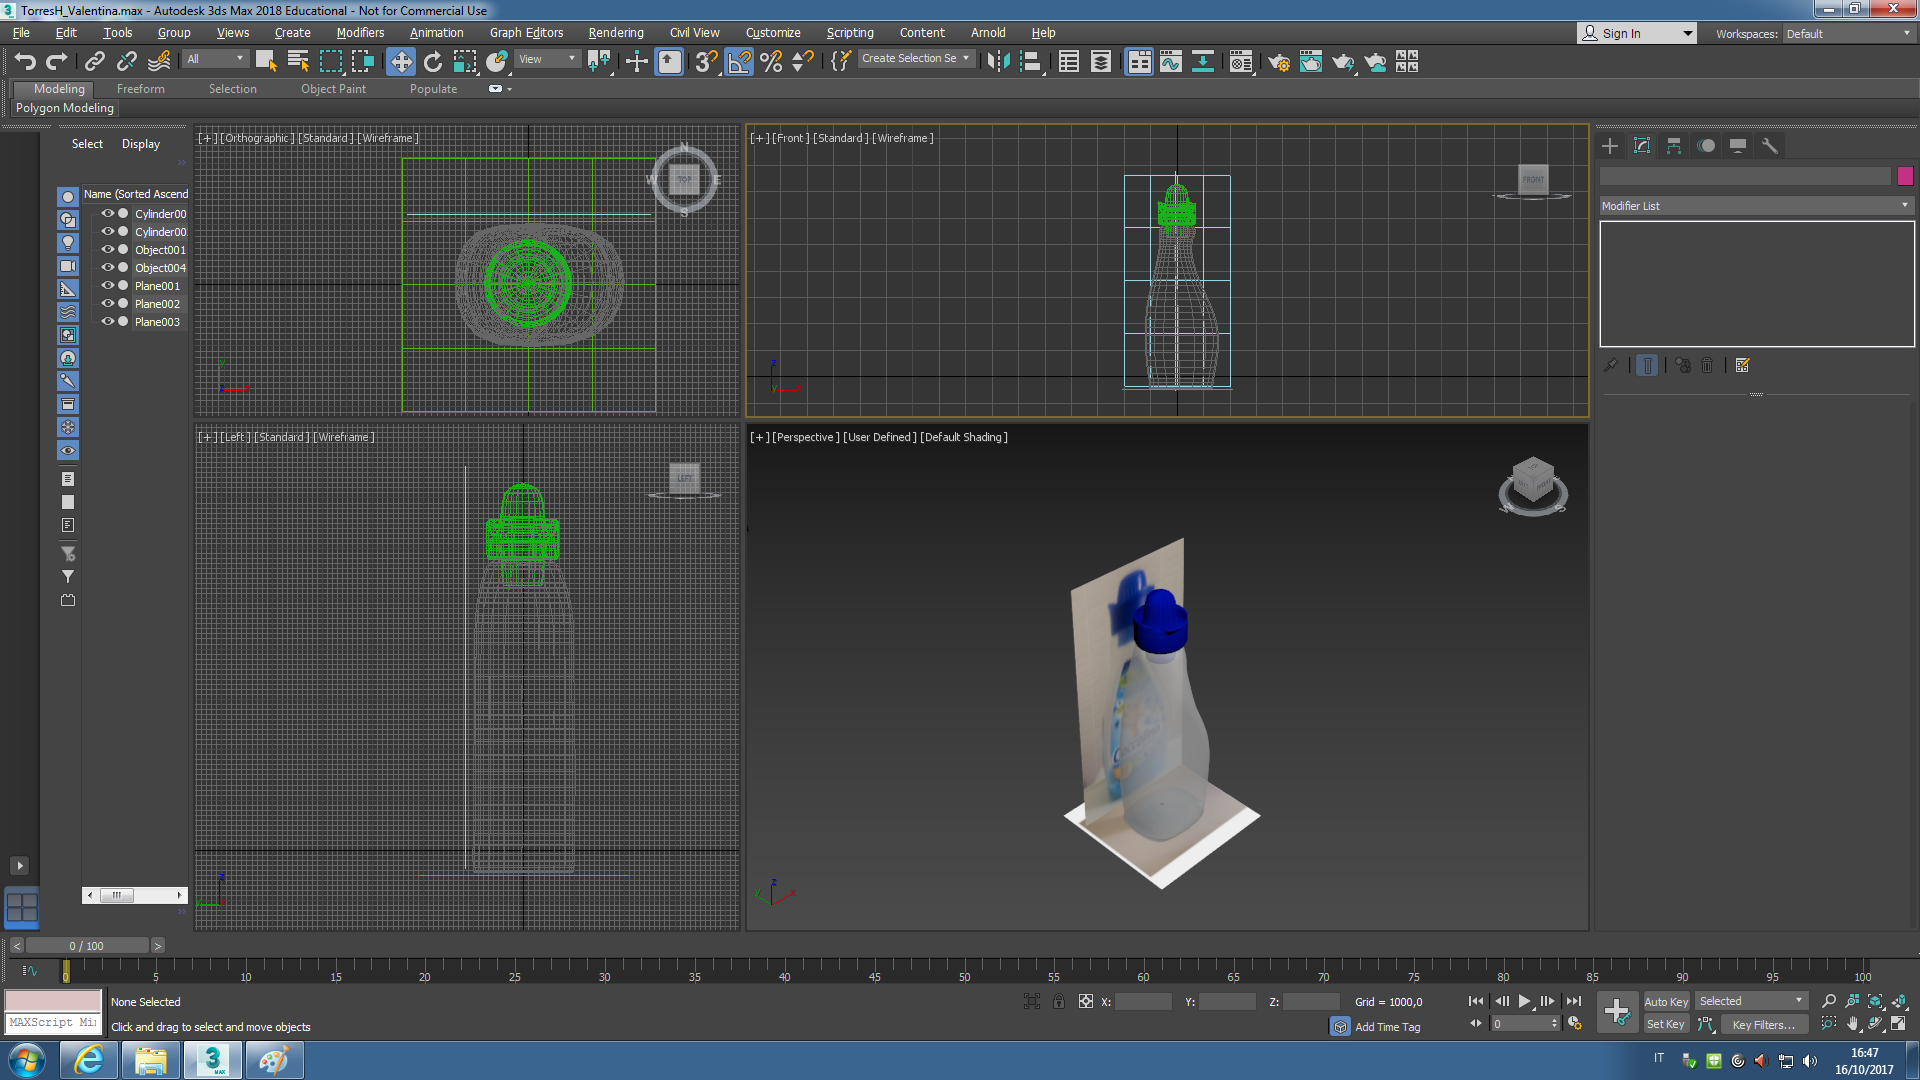 TorresH_Valentina.max - Autodesk 3ds Max 2018 Educational - Not for Commercial Use
File Edit Tools Group Views Create Modifiers Animation Graph Editors Rendering Civil View Customize Scripting Content Arnold Help
Sign In
Workspaces: Default
All
View
Create Selection Se
Modeling Freeform Selection Object Paint Populate
Polygon Modeling
Select Display
Name (Sorted Ascend
Cylinder00
Cylinder00
Object001
Object004
Plane001
Plane002
Plane003
[+] [Orthographic] [Standard] [Wireframe]
N
W TOP E
S
[+] [Front] [Standard] [Wireframe]
FRONT
[+] [Left] [Standard] [Wireframe]
LEFT
[+] [Perspective] [User Defined] [Default Shading]
Modifier List
0 / 100
0 5 10 15 20 25 30 35 40 45 50 55 60 65 70 75 80 85 90 95 100
None Selected
X: Y: Z: Grid = 1000,0
Auto Key Selected
MAXScript Mi
Click and drag to select and move objects
Add Time Tag
0
Set Key Key Filters...
IT
16:47
16/10/2017